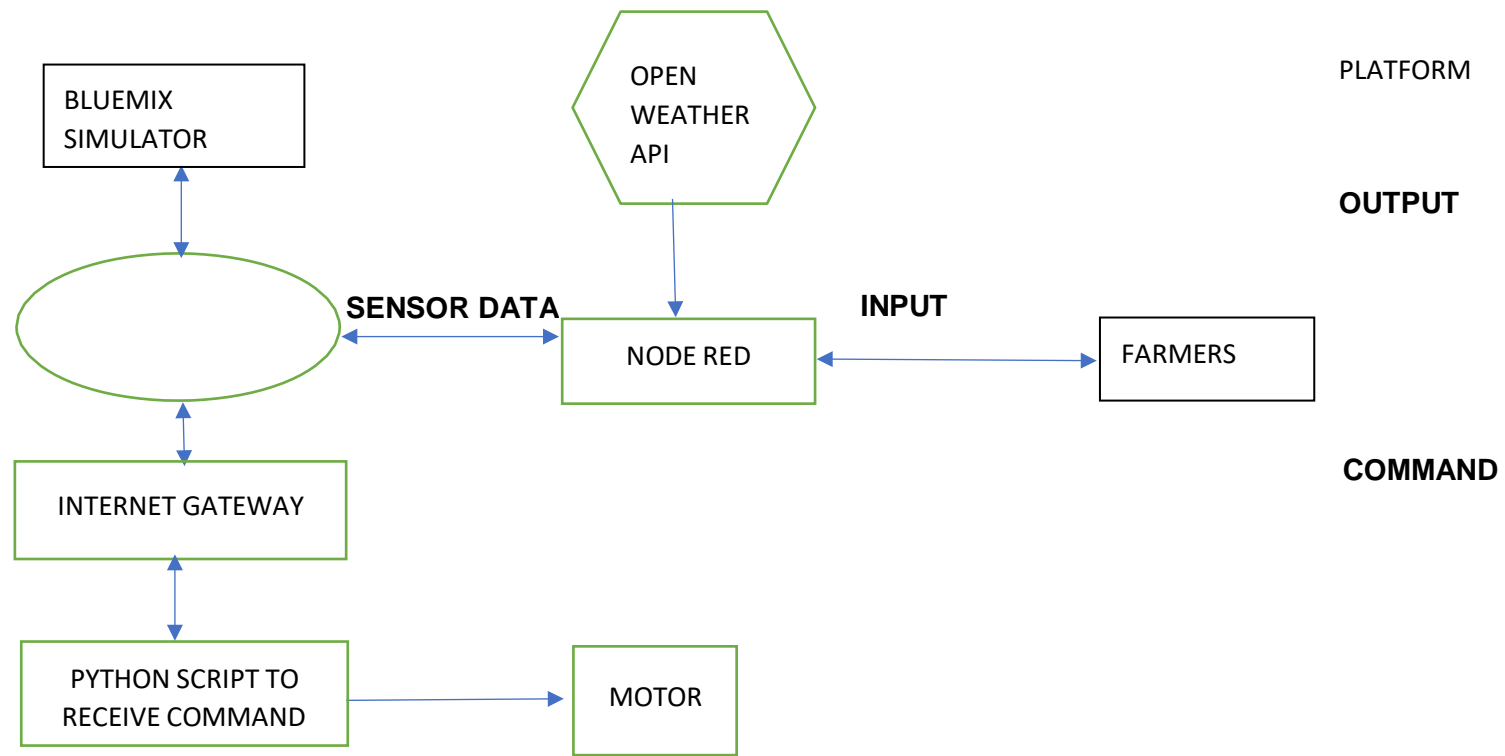 OPEN
WEATHER
API
PLATFORM
BLUEMIX
SIMULATOR
OUTPUT
SENSOR DATA
INPUT
NODE RED
FARMERS
COMMAND
INTERNET GATEWAY
PYTHON SCRIPT TO
RECEIVE COMMAND
MOTOR